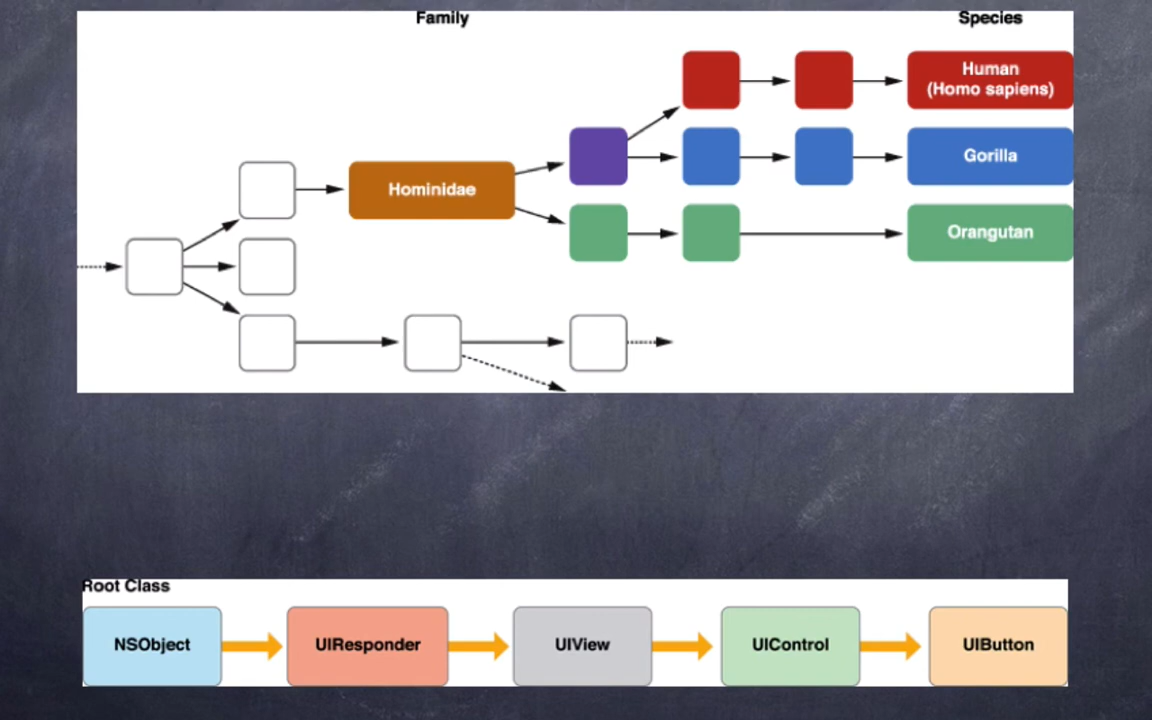 Family
Species
Human
(Homo sapiens)
Gorilla
Hominidae
Orangutan
Root Class
NSObject
UIResponder
UIView
UIControl
UIButton